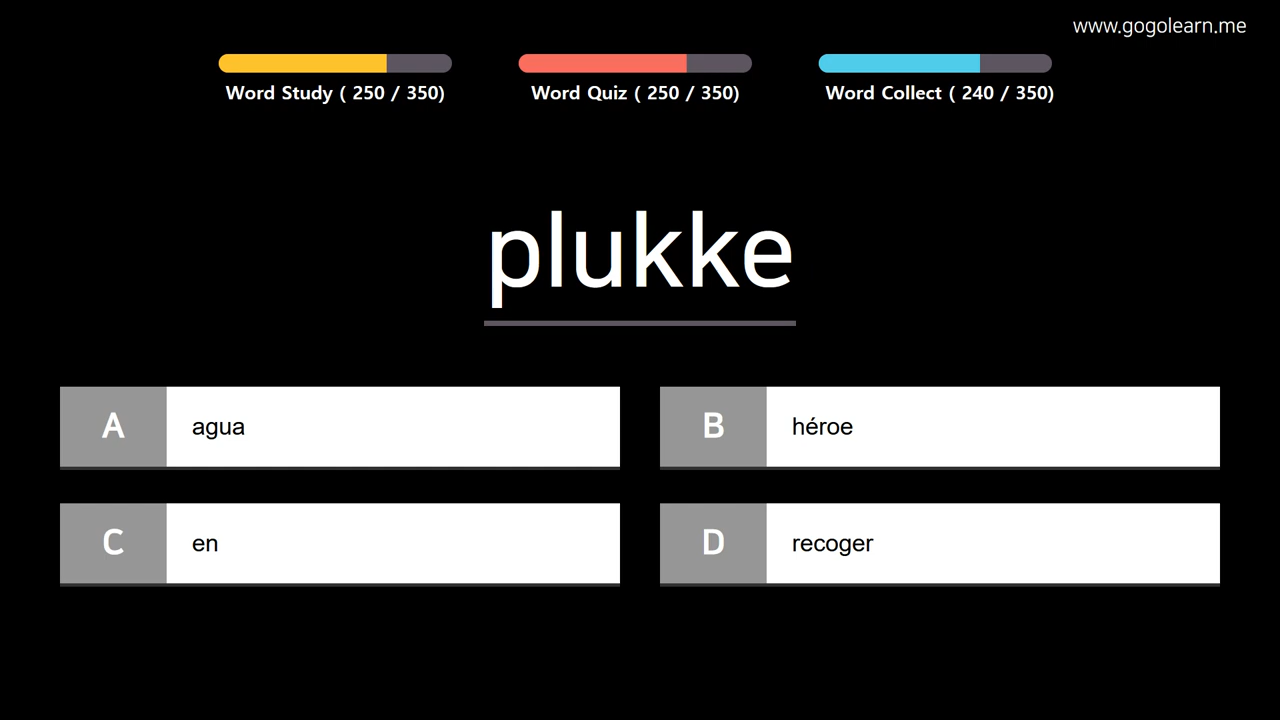 www.gogolearn.me
Word Study ( 250 / 350)
Word Quiz ( 250 / 350)
Word Collect ( 240 / 350)
plukke
A agua
B héroe
C en
D recoger